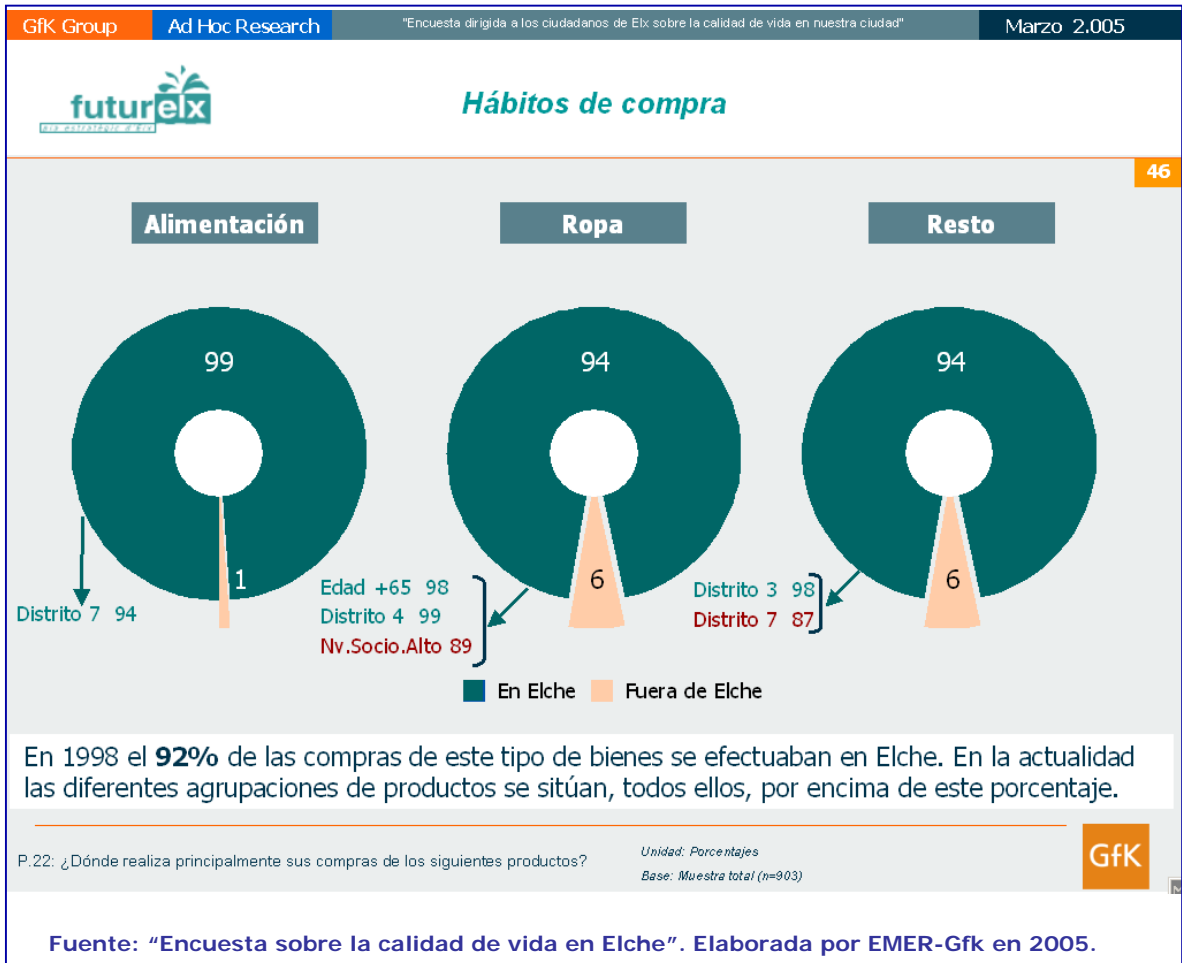 GfK Group Ad Hoc Research "Encuesta dirigida a los ciudadanos de Elx sobre la calidad de vida en nuestra ciudad" Marzo 2.005
futurelx
pla estratègic d'Elx
Hábitos de compra
46
Alimentación Ropa Resto
99 94 94
1 6 6
Distrito 7 94
Edad +65 98
Distrito 4 99
Nv.Socio.Alto 89
Distrito 3 98
Distrito 7 87
En Elche Fuera de Elche
En 1998 el 92% de las compras de este tipo de bienes se efectuaban en Elche. En la actualidad
las diferentes agrupaciones de productos se sitúan, todos ellos, por encima de este porcentaje.
P.22: ¿Dónde realiza principalmente sus compras de los siguientes productos?
Unidad: Porcentajes
Base: Muestra total (n=903)
GfK
Fuente: “Encuesta sobre la calidad de vida en Elche”. Elaborada por EMER-Gfk en 2005.